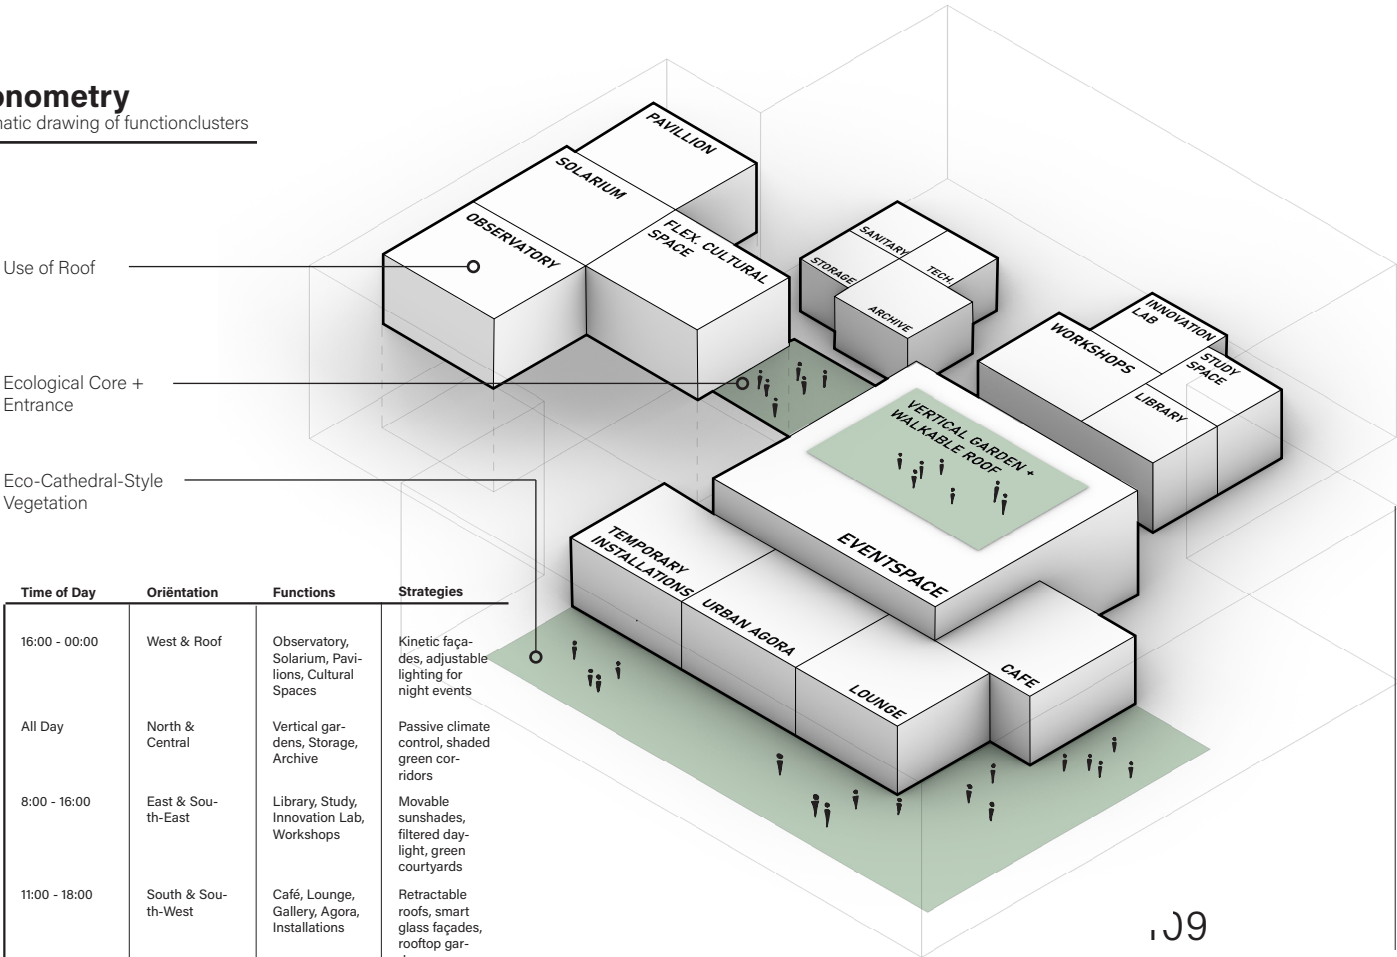 onometry
matic drawing of functionclusters
PAVILLION
SOLARIUM
OBSERVATORY
FLEX. CULTURAL
SPACE
SANITARY
STORAGE
TECH.
ARCHIVE
INNOVATION
LAB
WORKSHOPS
STUDY
SPACE
LIBRARY
Use of Roof
Ecological Core +
Entrance
Eco-Cathedral-Style
Vegetation
VERTICAL GARDEN +
WALKABLE ROOF
EVENTSPACE
TEMPORARY
INSTALLATIONS
URBAN AGORA
LOUNGE
CAFE
Time of Day Oriëntation Functions Strategies
16:00 - 00:00
West & Roof
Observatory,
Solarium, Pavi-
lions, Cultural
Spaces
Kinetic faça-
des, adjustable
lighting for
night events
All Day
North &
Central
Vertical gar-
dens, Storage,
Archive
Passive climate
control, shaded
green cor-
ridors
8:00 - 16:00
East & Sou-
th-East
Library, Study,
Innovation Lab,
Workshops
Movable
sunshades,
filtered day-
light, green
courtyards
11:00 - 18:00
South & Sou-
th-West
Café, Lounge,
Gallery, Agora,
Installations
Retractable
roofs, smart
glass façades,
rooftop gar-
09